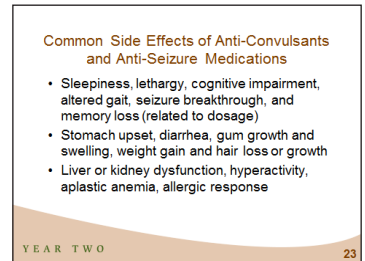 Common Side Effects of Anti-Convulsants
and Anti-Seizure Medications
• Sleepiness, lethargy, cognitive impairment,
altered gait, seizure breakthrough, and
memory loss (related to dosage)
• Stomach upset, diarrhea, gum growth and
swelling, weight gain and hair loss or growth
• Liver or kidney dysfunction, hyperactivity,
aplastic anemia, allergic response
YEAR TWO
23